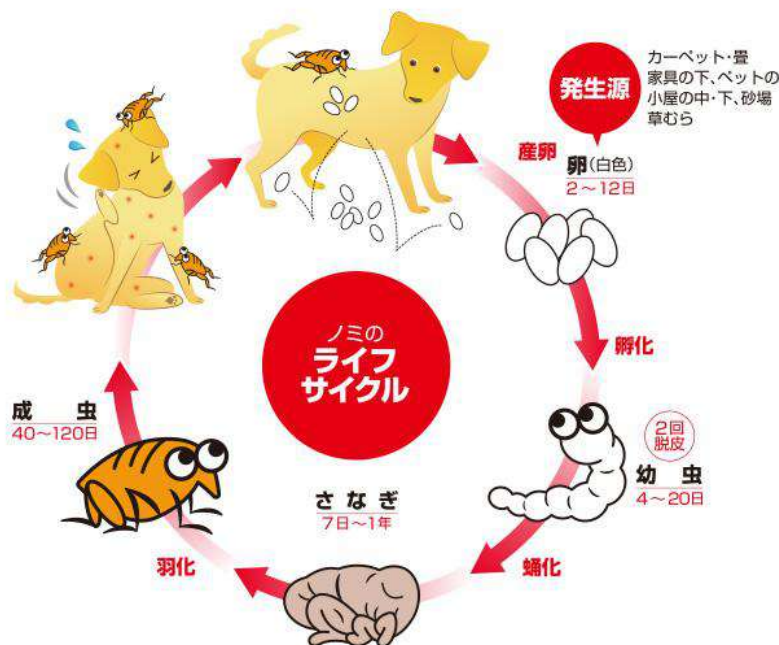 発生源
カーペット・畳
家具の下、ペットの
小屋の中・下、砂場
草むら
産卵
卵(白色)
2～12日
孵化
2回
脱皮
幼虫
4～20日
蛹化
さなぎ
7日～1年
羽化
成虫
40～120日
ノミの
ライフ
サイクル